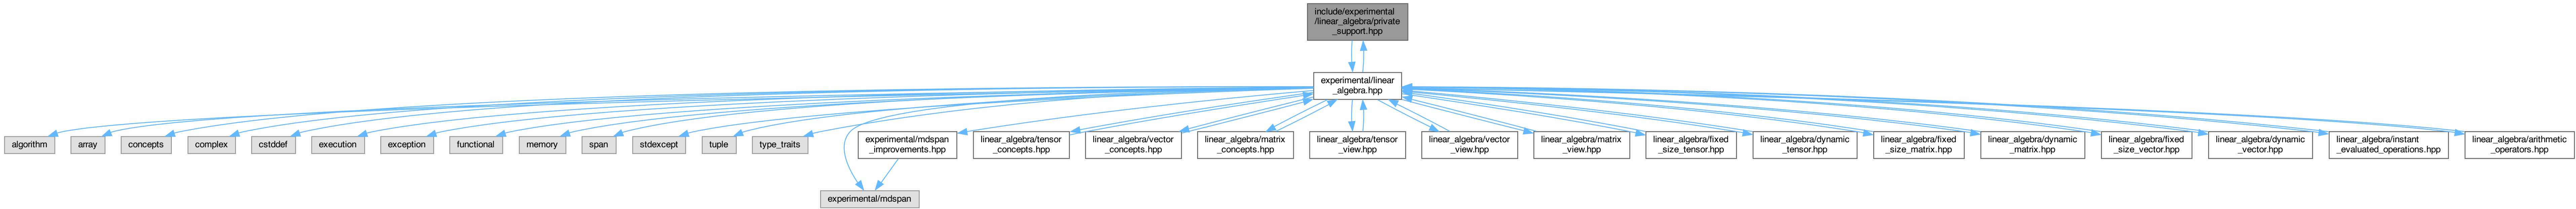 include/experimental
/linear_algebra/private
_support.hpp
experimental/linear
_algebra.hpp
algorithm
array
concepts
complex
cstddef
execution
exception
functional
memory
span
stdexcept
tuple
type_traits
experimental/mdspan
_improvements.hpp
linear_algebra/tensor
_concepts.hpp
linear_algebra/vector
_concepts.hpp
linear_algebra/matrix
_concepts.hpp
linear_algebra/tensor
_view.hpp
linear_algebra/vector
_view.hpp
linear_algebra/matrix
_view.hpp
linear_algebra/fixed
_size_tensor.hpp
linear_algebra/dynamic
_tensor.hpp
linear_algebra/fixed
_size_matrix.hpp
linear_algebra/dynamic
_matrix.hpp
linear_algebra/fixed
_size_vector.hpp
linear_algebra/dynamic
_vector.hpp
linear_algebra/instant
_evaluated_operations.hpp
linear_algebra/arithmetic
_operators.hpp
experimental/mdspan